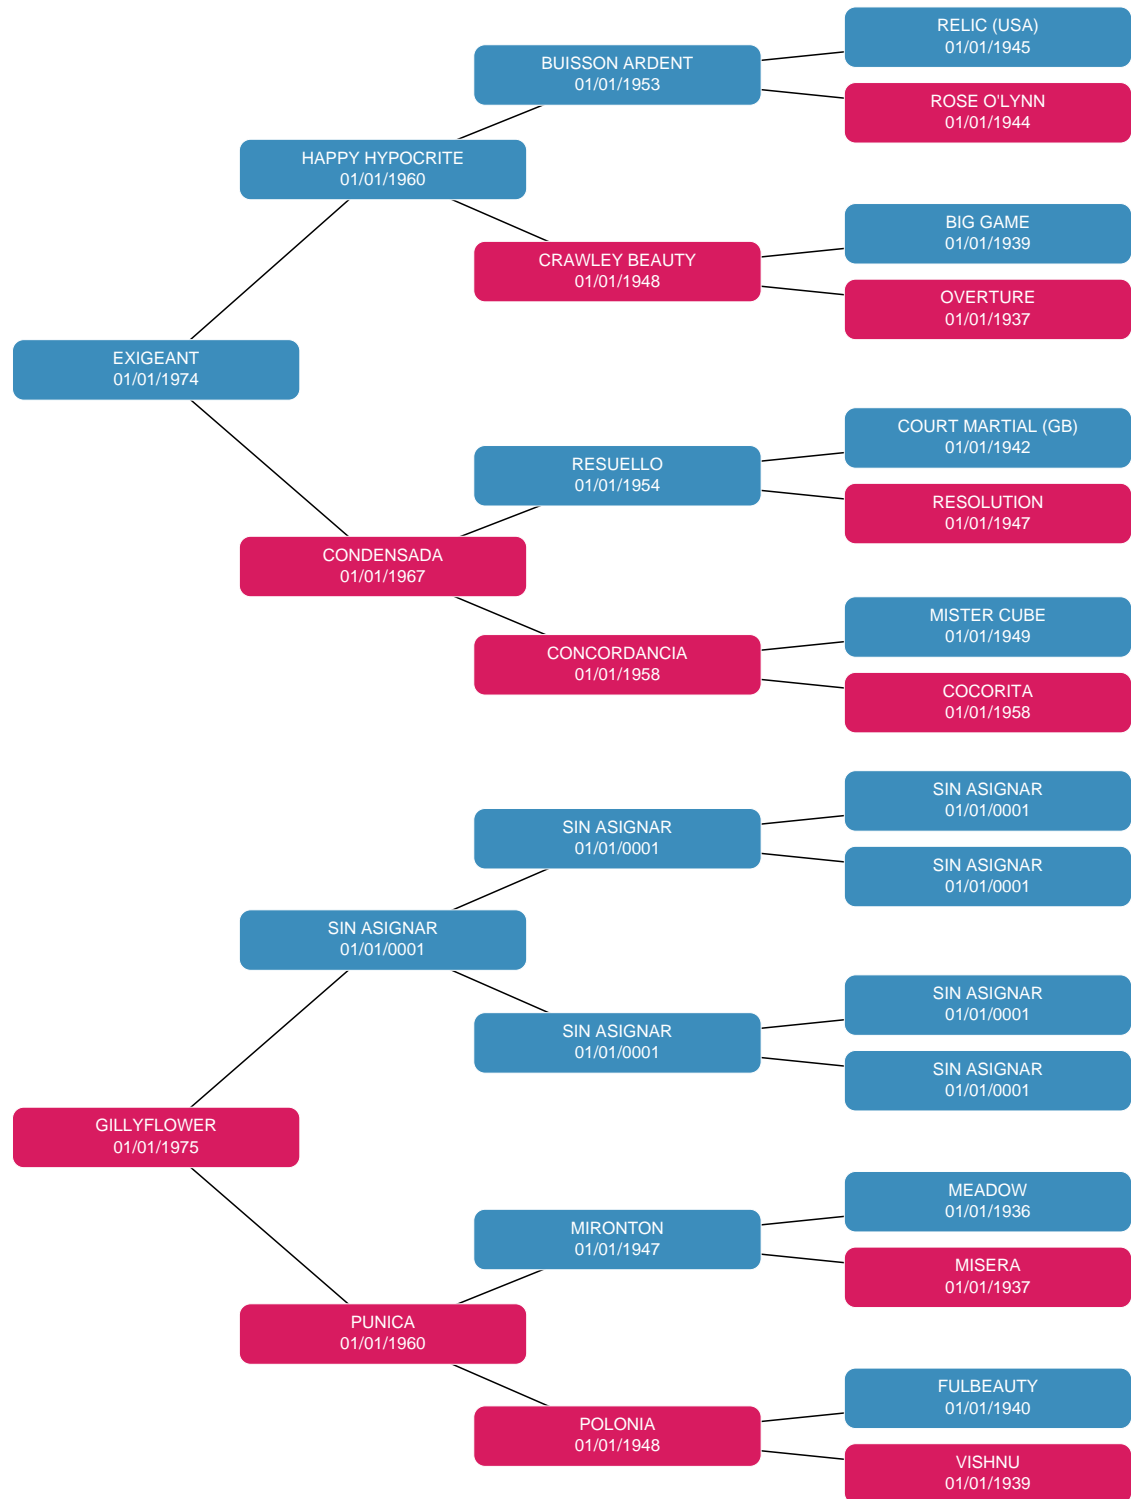 RELIC (USA)
01/01/1945
BUISSON ARDENT
01/01/1953
ROSE O'LYNN
01/01/1944
HAPPY HYPOCRITE
01/01/1960
BIG GAME
01/01/1939
CRAWLEY BEAUTY
01/01/1948
OVERTURE
01/01/1937
EXIGEANT
01/01/1974
COURT MARTIAL (GB)
01/01/1942
RESUELLO
01/01/1954
RESOLUTION
01/01/1947
CONDENSADA
01/01/1967
MISTER CUBE
01/01/1949
CONCORDANCIA
01/01/1958
COCORITA
01/01/1958
SIN ASIGNAR
01/01/0001
SIN ASIGNAR
01/01/0001
SIN ASIGNAR
01/01/0001
SIN ASIGNAR
01/01/0001
SIN ASIGNAR
01/01/0001
SIN ASIGNAR
01/01/0001
SIN ASIGNAR
01/01/0001
GILLYFLOWER
01/01/1975
MEADOW
01/01/1936
MIRONTON
01/01/1947
MISERA
01/01/1937
PUNICA
01/01/1960
FULBEAUTY
01/01/1940
POLONIA
01/01/1948
VISHNU
01/01/1939